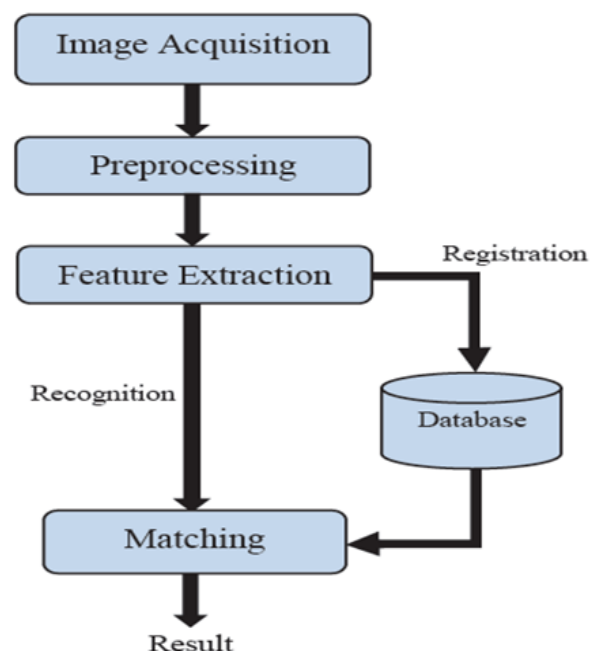 Image Acquisition
Preprocessing
Feature Extraction
Registration
Recognition
Database
Matching
Result